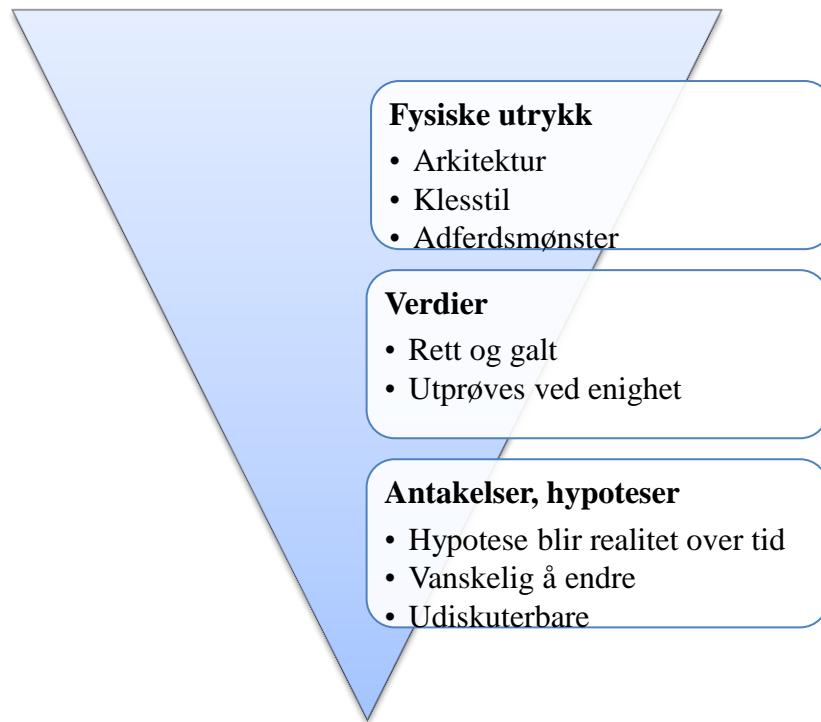 Fysiske utrykk
• Arkitektur
• Klesstil
• Adferdsmønster
Verdier
• Rett og galt
• Utprøves ved enighet
Antakelser, hypoteser
• Hypotese blir realitet over tid
• Vanskelig å endre
• Udiskuterbare